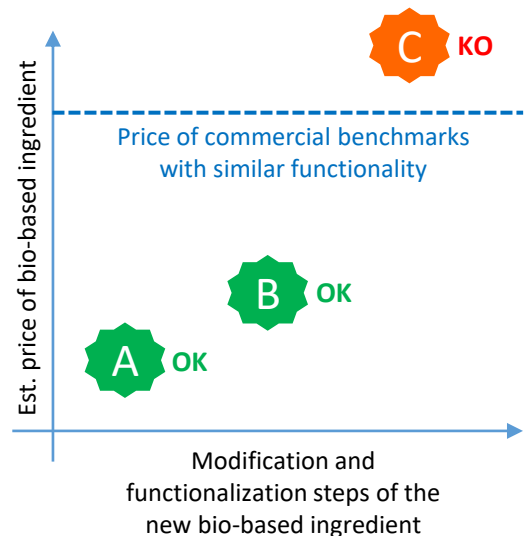 C KO
Price of commercial benchmarks
with similar functionality
Est. price of bio-based ingredient
B OK
A OK
Modification and
functionalization steps of the
new bio-based ingredient